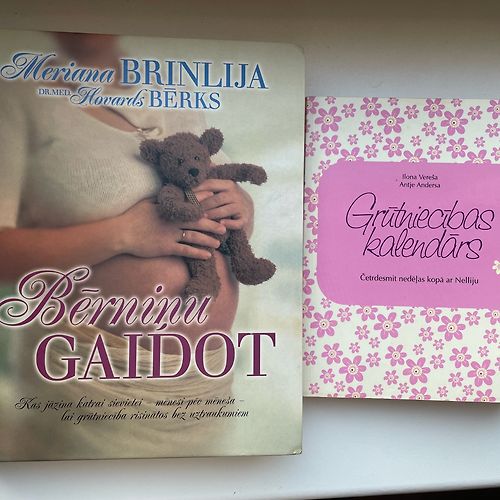 Meriana BRINLIJA
DR.MED. Hovards BĒRKS
Bērniņu
GAIDOT
Kas jāzina katrai sievietei – mēnesi pēc mēneša –
lai grūtniecība risinātos bez uztraukumiem
Ilona Vereša
Antje Andersa
Grūtniecības
kalendārs
Četrdesmit nedēļas kopā ar Nelliju